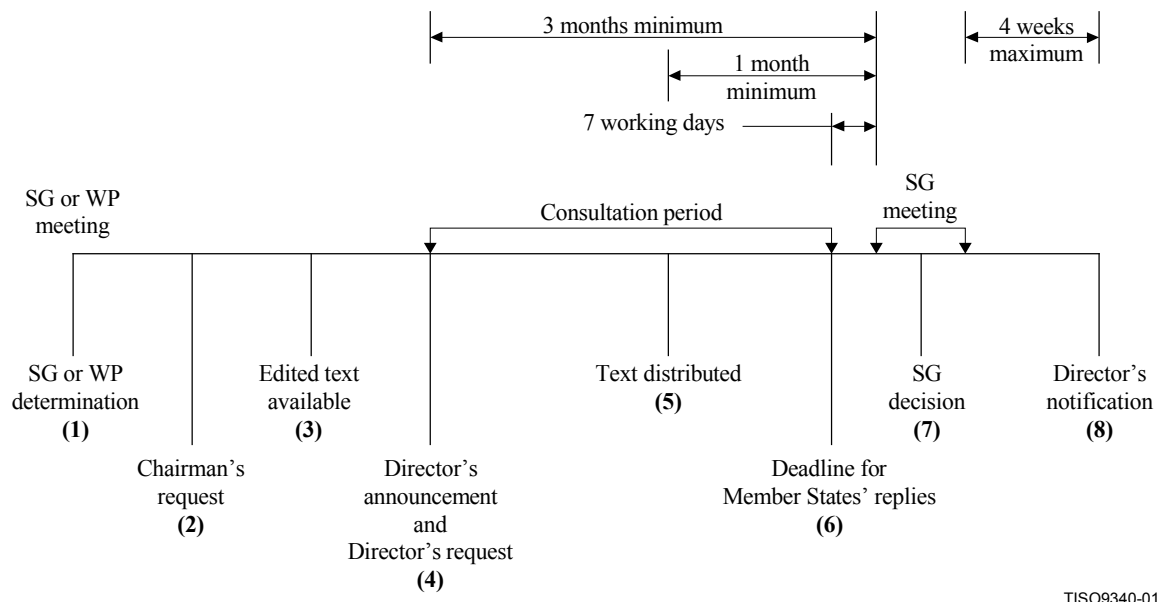 3 months minimum
4 weeks
maximum
1 month
minimum
7 working days
SG or WP
meeting
Consultation period
SG
meeting
SG or WP
determination
(1)
Edited text
available
(3)
Text distributed
(5)
SG
decision
(7)
Director’s
notification
(8)
Chairman’s
request
(2)
Director’s
announcement
and
Director’s request
(4)
Deadline for
Member States’ replies
(6)
TISO9340-01